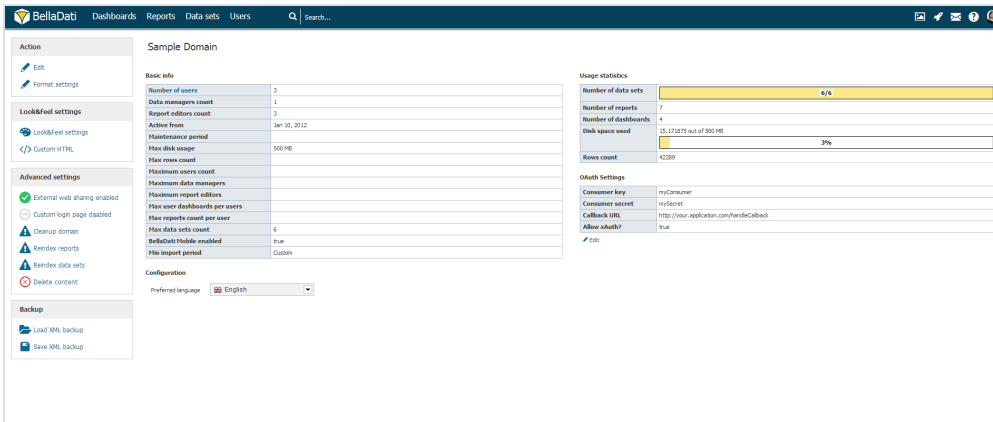 BellaDati Dashboards Reports Data sets Users Search...
Action
Edit
Format settings
Look&Feel settings
Look&Feel settings
</> Custom HTML
Advanced settings
External web sharing enabled
Custom login page disabled
Cleanup domain
Reindex reports
Reindex data sets
Delete content
Backup
Load XML backup
Save XML backup
Sample Domain
Basic info
Number of users 3
Data managers count 1
Report editors count 3
Active from Jan 10, 2012
Maintenance period
Max disk usage 500 MB
Max rows count
Maximum users count
Maximum data managers
Maximum report editors
Max user dashboards per users
Max reports count per user
Max data sets count 6
BellaDati Mobile enabled true
Min import period Custom
Configuration
Preferred language English
Usage statistics
Number of data sets 6/6
Number of reports 7
Number of dashboards 4
Disk space used 15.171875 out of 500 MB
3%
Rows count 42289
OAuth Settings
Consumer key myConsumer
Consumer secret mySecret
Callback URL http://your.application.com/handleCallback
Allow xAuth? true
Edit